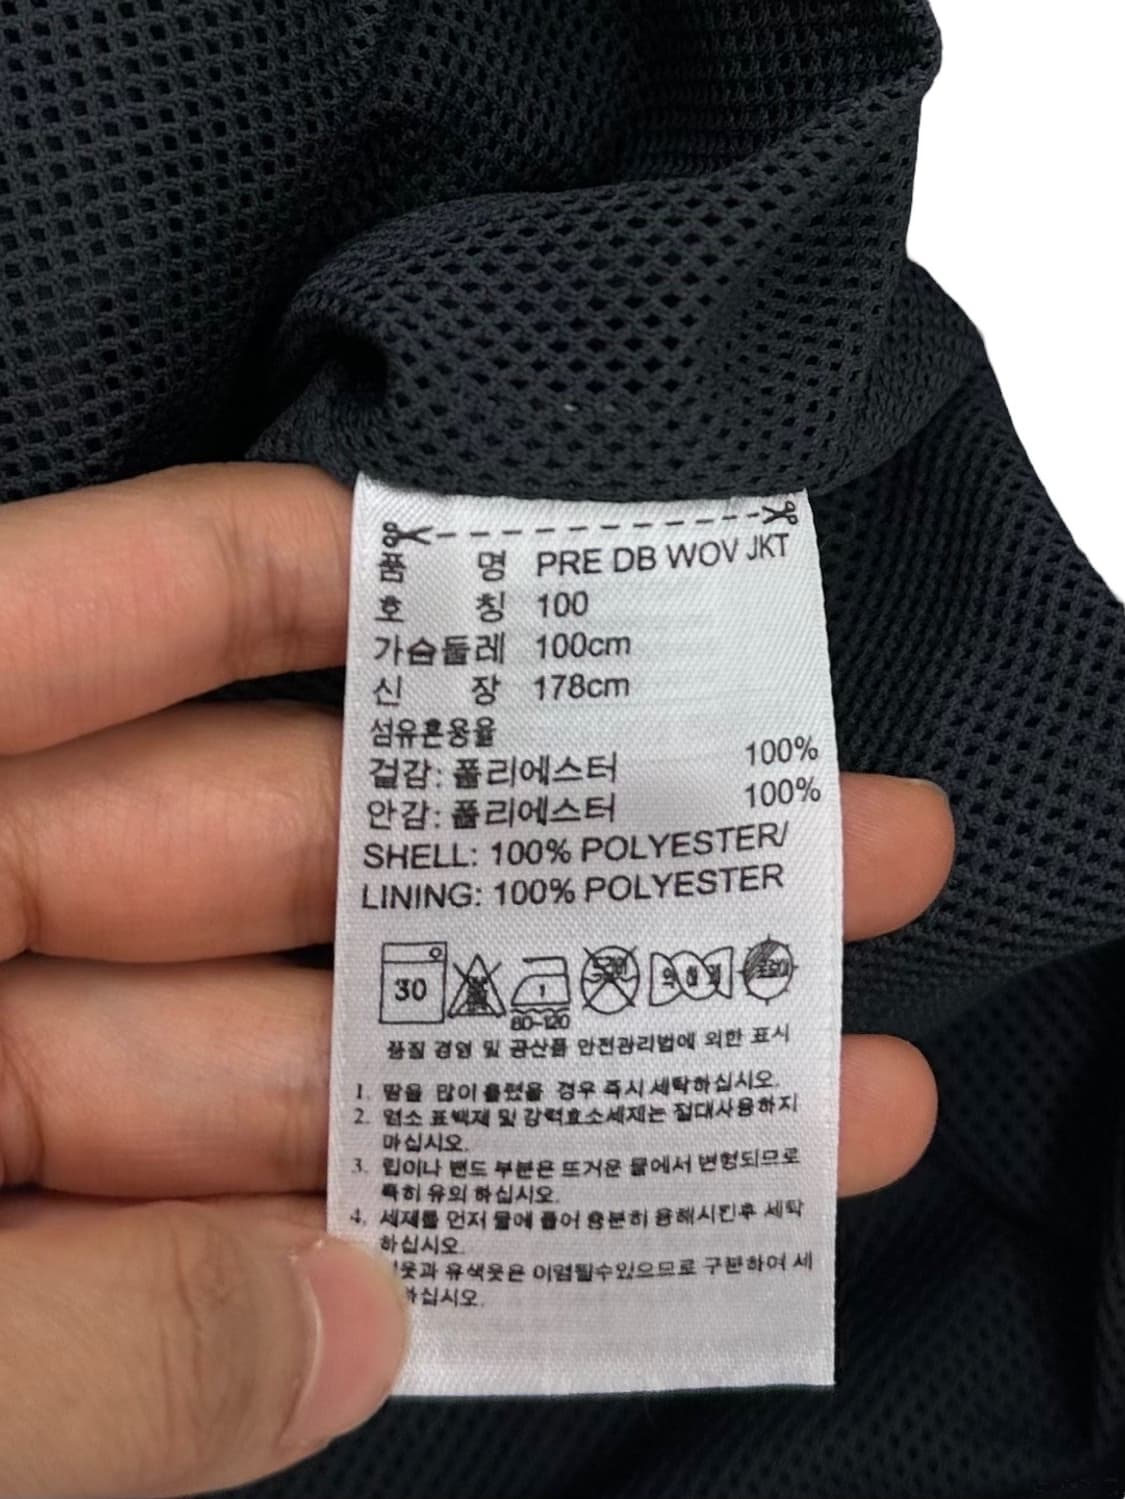 품 명 PRE DB WOV JKT
호 칭 100
가슴둘레 100cm
신 장 178cm
섬유혼용율
겉감: 폴리에스터 100%
안감: 폴리에스터 100%
SHELL: 100% POLYESTER/
LINING: 100% POLYESTER
30 1
80~120
품질 경영 및 공산품 안전관리법에 의한 표시
1. 땀을 많이 흘렸을 경우 즉시 세탁하십시오.
2. 염소 표백제 및 강력효소세제는 절대사용하지
마십시오.
3. 립이나 밴드 부분은 뜨거운 물에서 변형되므로
특히 유의 하십시오.
4. 세제를 먼저 물에 풀어 충분히 용해시킨후 세탁
하십시오.
유색옷은 이염될수있으므로 구분하여 세
하십시오.